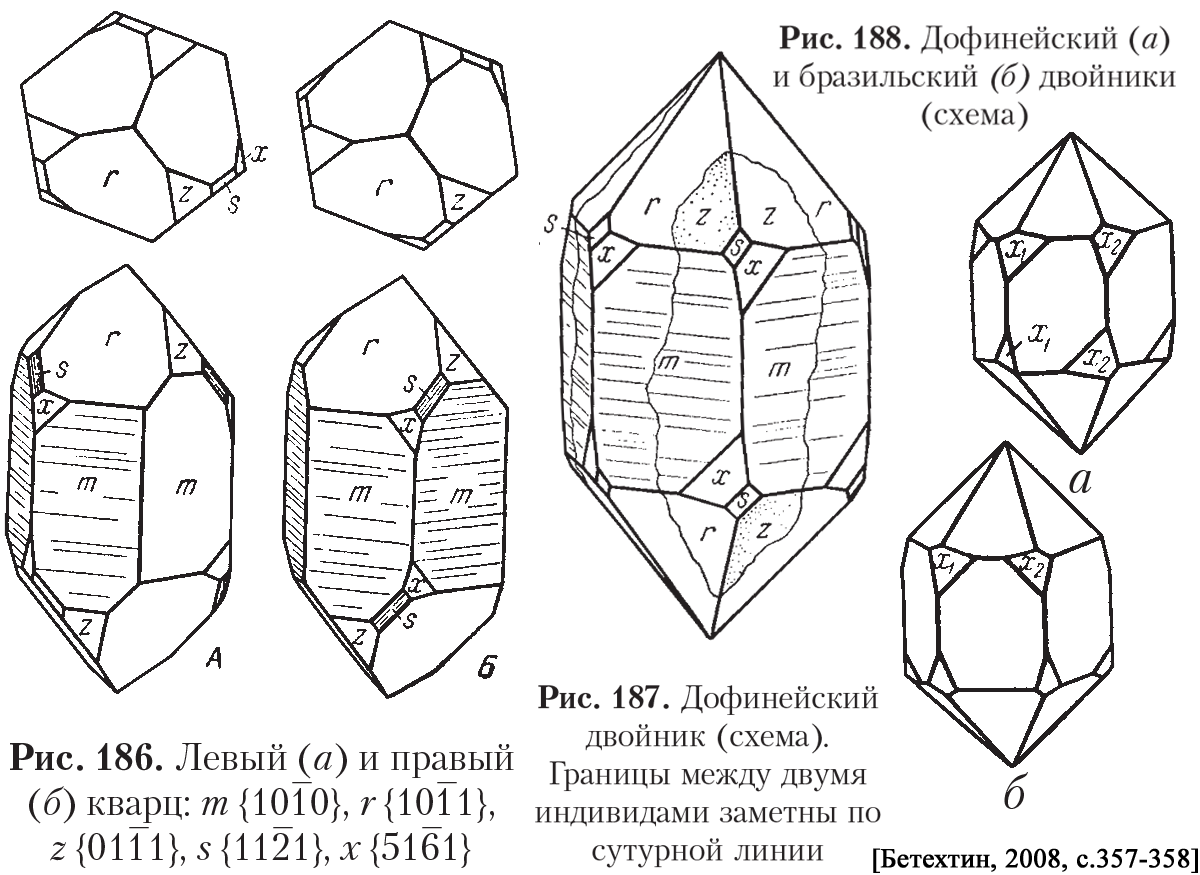 r
z
x
s
r
z
r
z
s
x
m
m
А
r
z
s
x
m
m
x
s
z
Б
Рис. 186. Левый (а) и правый
(б) кварц: m {101̅0}, r {101̅1},
z {011̅1}, s {112̅1}, x {516̅1}
s
r
z
z
r
x
s
x
m
m
x
s
r
z
Рис. 187. Дофинейский
двойник (схема).
Границы между двумя
индивидами заметны по
сутурной линии
Рис. 188. Дофинейский (а)
и бразильский (б) двойники
(схема)
x₁
x₂
x₁
x₂
а
x₁
x₂
б
[Бетехтин, 2008, с.357-358]